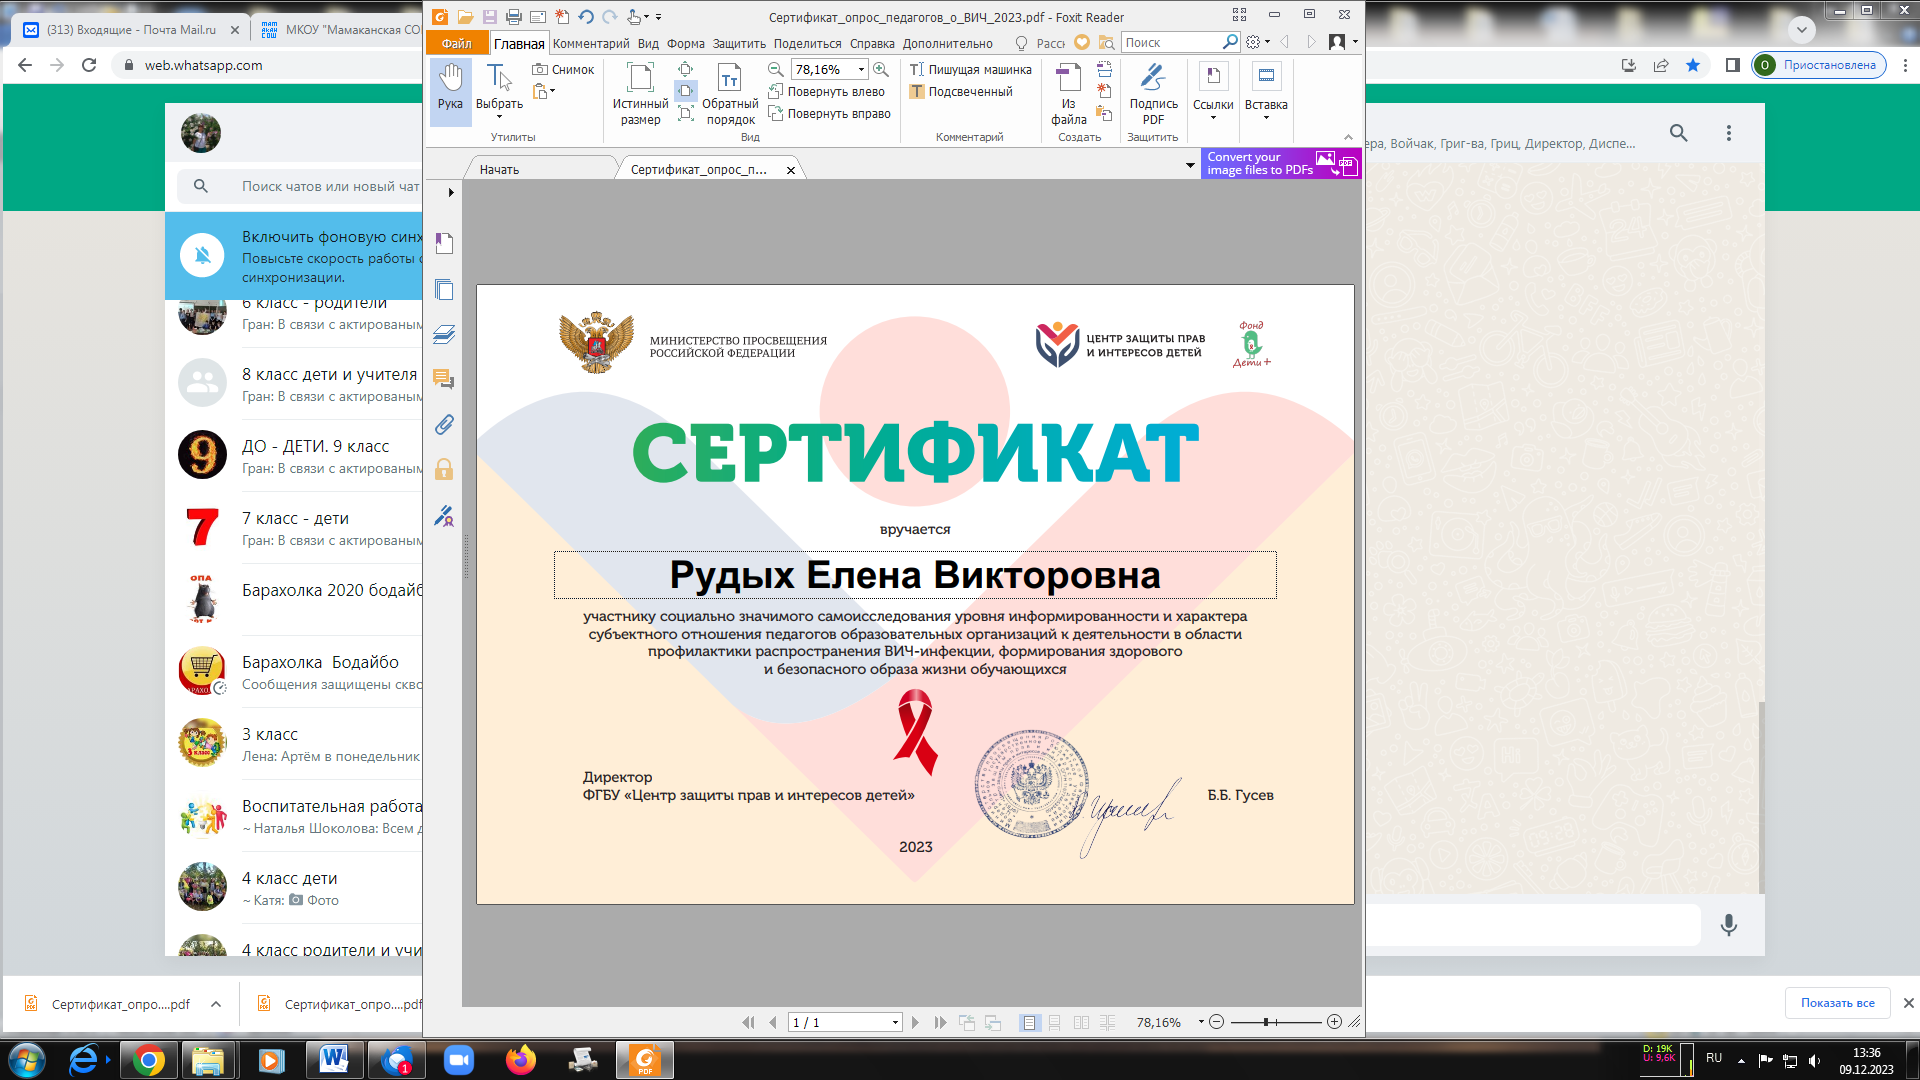 (313) Входящие - Почта Mail.ru
МКОУ "Мамаканская СО
web.whatsapp.com
Приостановлена
Сертификат_опрос_педагогов_о_ВИЧ_2023.pdf - Foxit Reader
Файл
Главная
Комментарий
Вид
Форма
Защитить
Поделиться
Справка
Дополнительно
Расск
Поиск
Рука
Выбрать
Снимок
Утилиты
Истинный размер
Обратный порядок
78,16%
Повернуть влево
Повернуть вправо
Вид
Пишущая машинка
Подсвеченный
Комментарий
Из файла
Создать
Подпись PDF
Защитить
Ссылки
Вставка
Начать
Сертификат_опрос_п...
Convert your
image files to PDFs
Поиск чатов или новый чат
Включить фоновую син
Повысьте скорость работы с
синхронизации.
6 класс - родители
Гран: В связи с актированым
8 класс дети и учителя
Гран: В связи с актированым
ДО - ДЕТИ. 9 класс
Гран: В связи с актированым
7 класс - дети
Гран: В связи с актированым
Барахолка 2020 бодайб
Барахолка Бодайбо
Сообщения защищены скво
3 класс
Лена: Артём в понедельник
Воспитательная работа
~ Наталья Шоколова: Всем д
4 класс дети
~ Катя: Фото
4 класс родители и учи
ера, Войчак, Григ-ва, Гриц, Директор, Диспе...
МИНИСТЕРСТВО ПРОСВЕЩЕНИЯ
РОССИЙСКОЙ ФЕДЕРАЦИИ
ЦЕНТР ЗАЩИТЫ ПРАВ
И ИНТЕРЕСОВ ДЕТЕЙ
Фонд
Дети +
СЕРТИФИКАТ
вручается
Рудых Елена Викторовна
участнику социально значимого самоисследования уровня информированности и характера
субъектного отношения педагогов образовательных организаций к деятельности в области
профилактики распространения ВИЧ-инфекции, формирования здорового
и безопасного образа жизни обучающихся
Директор
ФГБУ «Центр защиты прав и интересов детей»
Б.Б. Гусев
2023
1 / 1
78,16%
Сертификат_опро....pdf
Сертификат_опро....pdf
Показать все
D: 19K
U: 9,6K
RU
13:36
09.12.2023